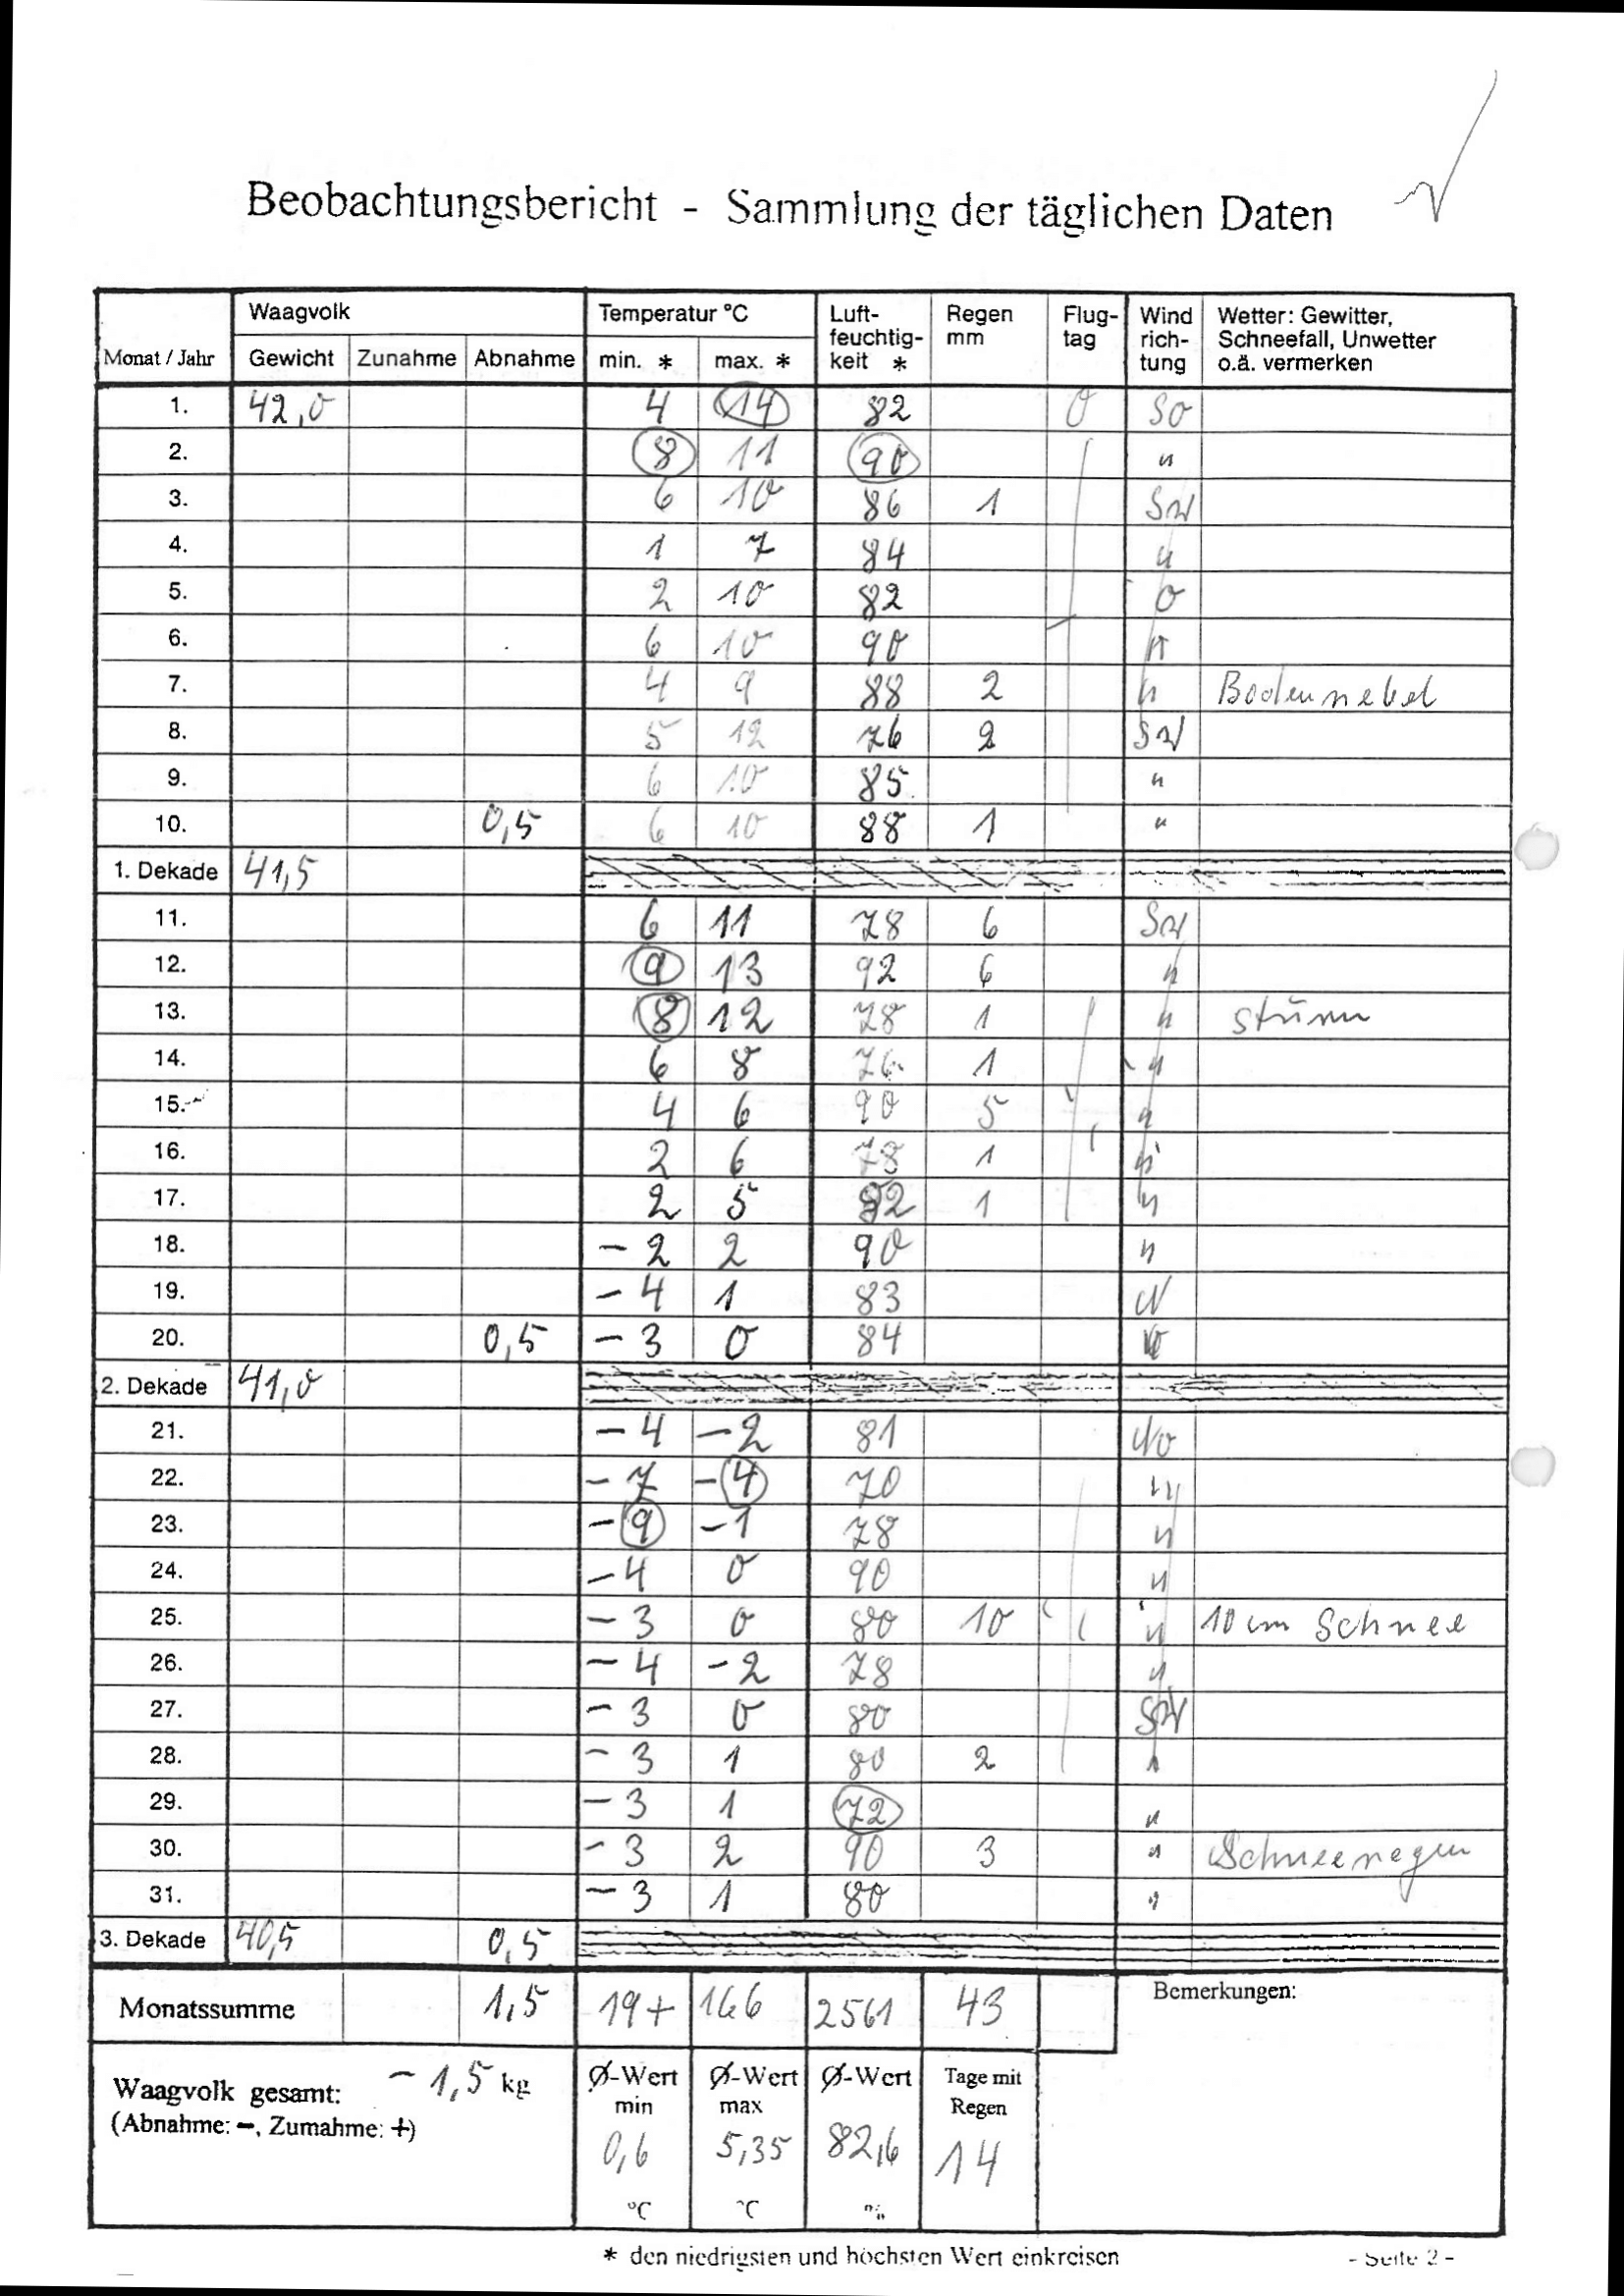 Beobachtungsbericht - Sammlung der täglichen Daten
Monat / Jahr Waagvolk Temperatur °C Luft-feuchtig-keit * Regen mm Flug-tag Wind rich-tung Wetter: Gewitter, Schneefall, Unwetter o.ä. vermerken
Gewicht Zunahme Abnahme min. * max. *
1. 42,0 4 14 82 0 SO
2. 8 11 90 "
3. 6 10 86 1 SW
4. 1 7 84 "
5. 2 10 82 O
6. 6 10 90 "
7. 4 9 88 2 " Bodennebel
8. 5 12 76 2 SW
9. 6 10 85 "
10. 0,5 6 10 88 1 "
1. Dekade 41,5
11. 6 11 78 6 SW
12. 9 13 92 6 "
13. 8 12 78 1 " Sturm
14. 6 8 76 1 "
15. 4 6 90 5 "
16. 2 6 78 1 "
17. 2 5 82 1 "
18. - 2 2 90 "
19. - 4 1 83 N
20. 0,5 - 3 0 84
2. Dekade 41,0
21. - 4 - 2 81 NO
22. - 7 - 4 70 "
23. - 9 - 1 78 "
24. - 4 0 90 "
25. - 3 0 80 10 " 10 cm Schnee
26. - 4 - 2 78 "
27. - 3 0 80 SW
28. - 3 1 80 2 "
29. - 3 1 72 "
30. - 3 2 90 3 " Schneeregen
31. - 3 1 80 "
3. Dekade 40,5 0,5
Monatssumme 1,5 19+ 166 2561 43 Bemerkungen:
Waagvolk gesamt: - 1,5 kg Ø-Wert min Ø-Wert max Ø-Wert Tage mit Regen
(Abnahme: -, Zumahme: +)
0,6 5,35 82,6 14
°C °C %
* den niedrigsten und höchsten Wert einkreisen - Seite 2 -